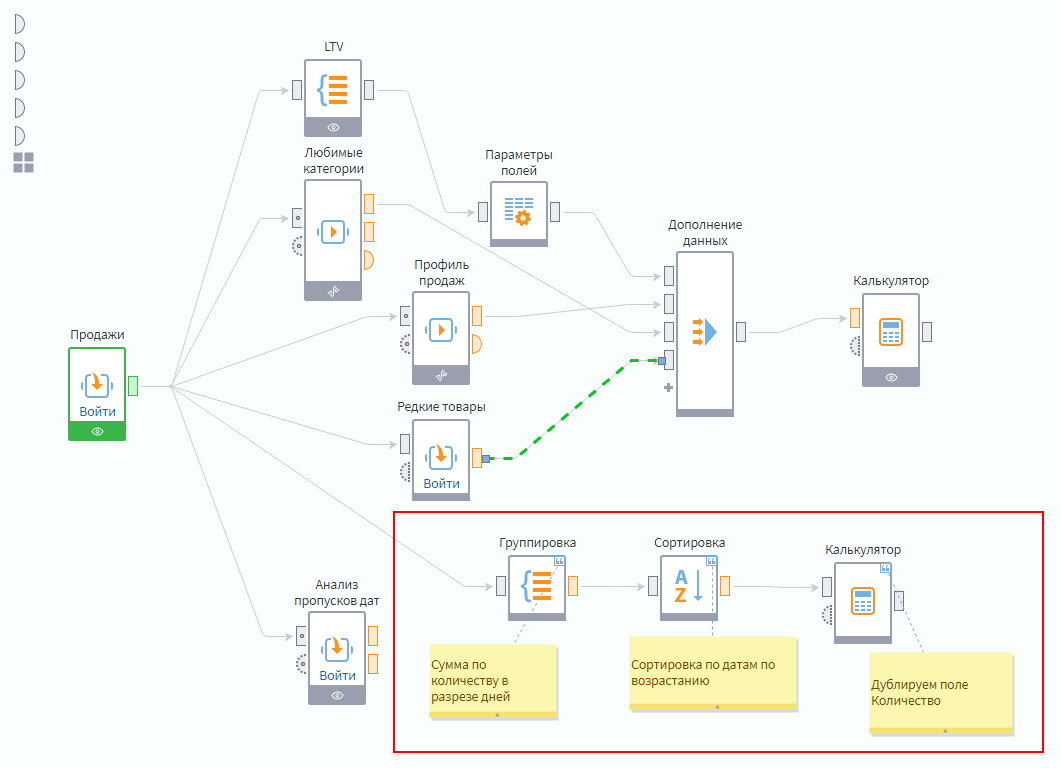 LTV
Любимые
категории
Параметры
полей
Дополнение
данных
Профиль
продаж
Калькулятор
Продажи
Войти
Редкие товары
Войти
Группировка
Сортировка
A
Z
Калькулятор
Анализ
пропусков дат
Войти
Сумма по
количеству в
разрезе дней
Сортировка по датам по
возрастанию
Дублируем поле
Количество